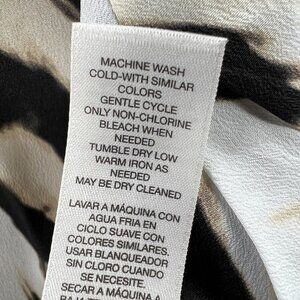 MACHINE WASH
COLD-WITH SIMILAR
COLORS
GENTLE CYCLE
ONLY NON-CHLORINE
BLEACH WHEN
NEEDED
TUMBLE DRY LOW
WARM IRON AS
NEEDED
MAY BE DRY CLEANED
LAVAR A MÁQUINA CON
AGUA FRIA EN
CICLO SUAVE CON
COLORES SIMILARES.
USAR BLANQUEADOR
SIN CLORO CUANDO
SE NECESITE.
SECAR A MÁQUINA A